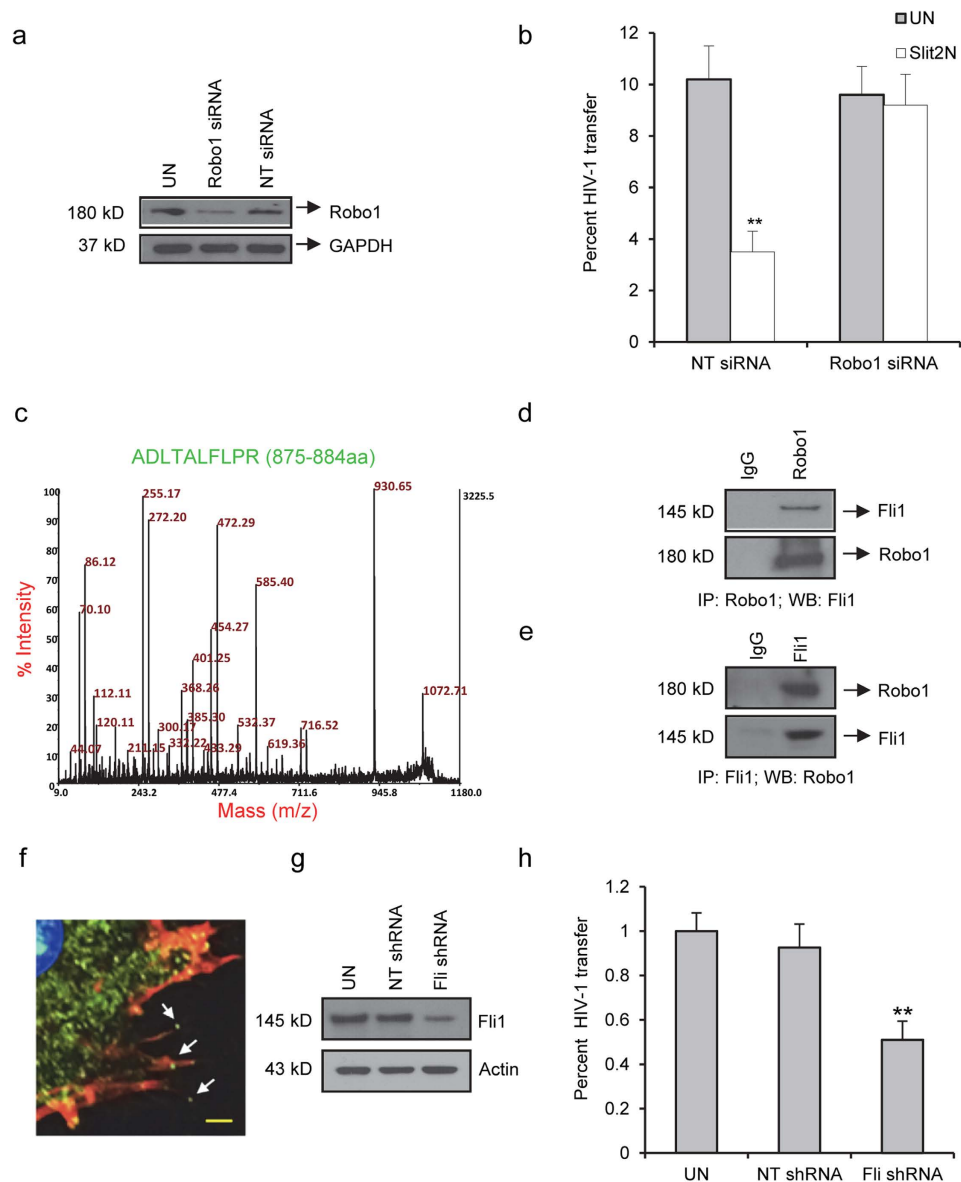 a
UN
Robo1 siRNA
NT siRNA
180 kD
Robo1
37 kD
GAPDH
b
UN
Slit2N
Percent HIV-1 transfer
12
10
8
6
4
2
0
**
NT siRNA
Robo1 siRNA
c
ADLTALFLPR (875-884aa)
% Intensity
100
90
80
70
60
50
40
30
20
10
0
3225.5
930.65
255.17
272.20
472.29
86.12
585.40
70.10
454.27
401.25
368.26
112.11
1072.71
385.30
120.11
300.17
532.37
716.52
332.22
619.36
44.07
211.15
433.29
9.0
243.2
477.4
711.6
945.8
1180.0
Mass (m/z)
d
IgG
Robo1
145 kD
Fli1
180 kD
Robo1
IP: Robo1; WB: Fli1
e
IgG
Fli1
180 kD
Robo1
145 kD
Fli1
IP: Fli1; WB: Robo1
f
g
UN
NT shRNA
Fli shRNA
145 kD
Fli1
43 kD
Actin
h
Percent HIV-1 transfer
1.2
1
0.8
0.6
0.4
0.2
0
**
UN
NT shRNA
Fli shRNA